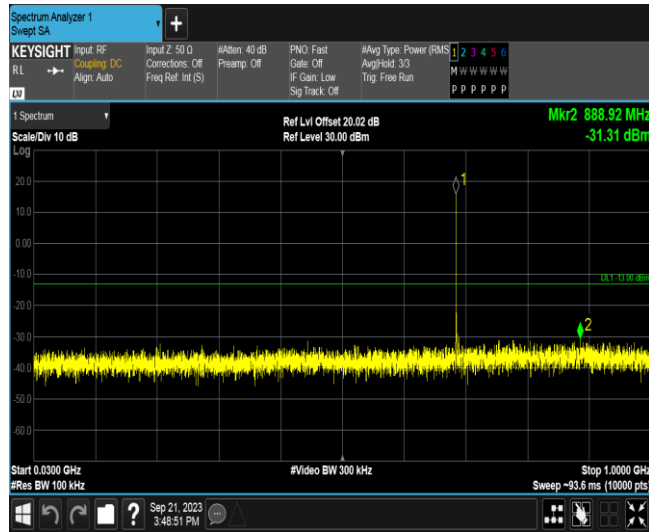 Spectrum Analyzer 1
Swept SA
+
KEYSIGHT
RL
LXI
Input: RF
Coupling: DC
Align: Auto
Input Z: 50 Ω
Corrections: Off
Freq Ref: Int (S)
#Atten: 40 dB
Preamp: Off
PNO: Fast
Gate: Off
IF Gain: Low
Sig Track: Off
#Avg Type: Power (RMS
Avg|Hold: 3/3
Trig: Free Run
1 2 3 4 5 6
M W W W W W
P P P P P P
1 Spectrum
Scale/Div 10 dB
Log
Ref Lvl Offset 20.02 dB
Ref Level 30.00 dBm
Mkr2 888.92 MHz
-31.31 dBm
20.0
10.0
0.00
-10.0
-20.0
-30.0
-40.0
-50.0
-60.0
1
DL1 -13.00 dBm
2
Start 0.0300 GHz
#Res BW 100 kHz
#Video BW 300 kHz
Stop 1.0000 GHz
Sweep ~93.6 ms (10000 pts)
?
Sep 21, 2023
3:48:51 PM